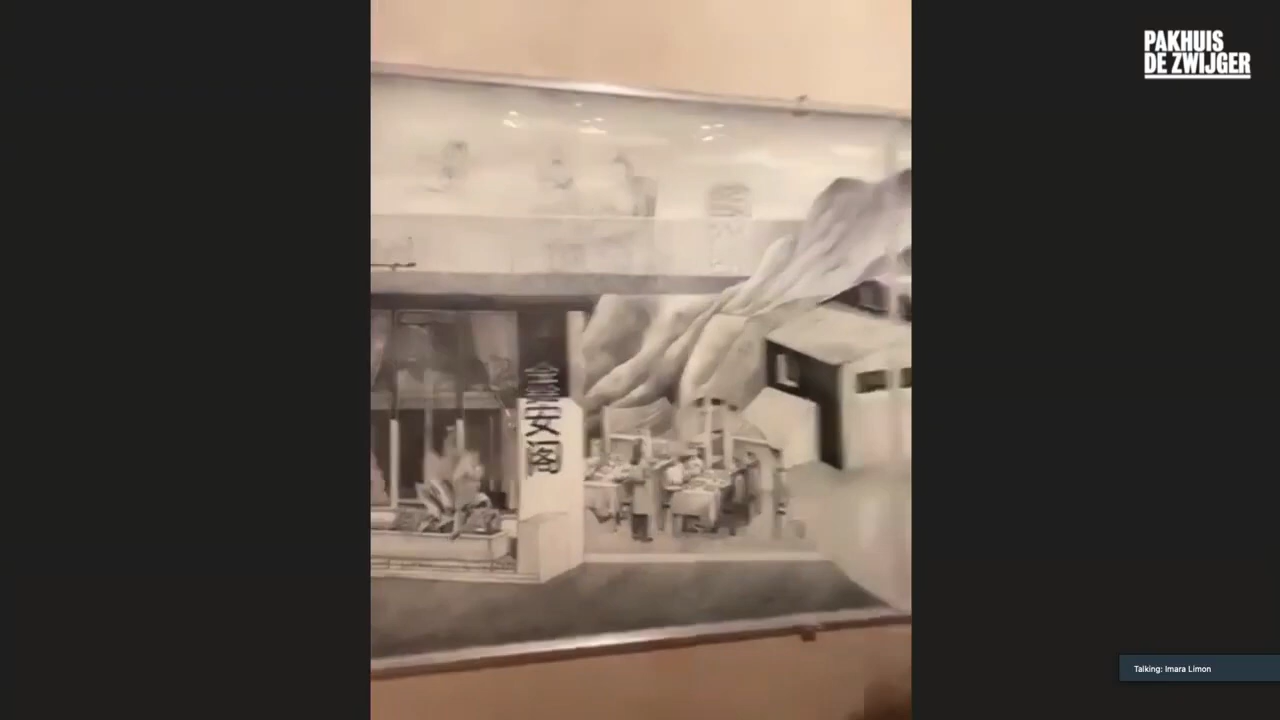 PAKHUIS
DE ZWIJGER
安
阁
Talking: Imara Limon